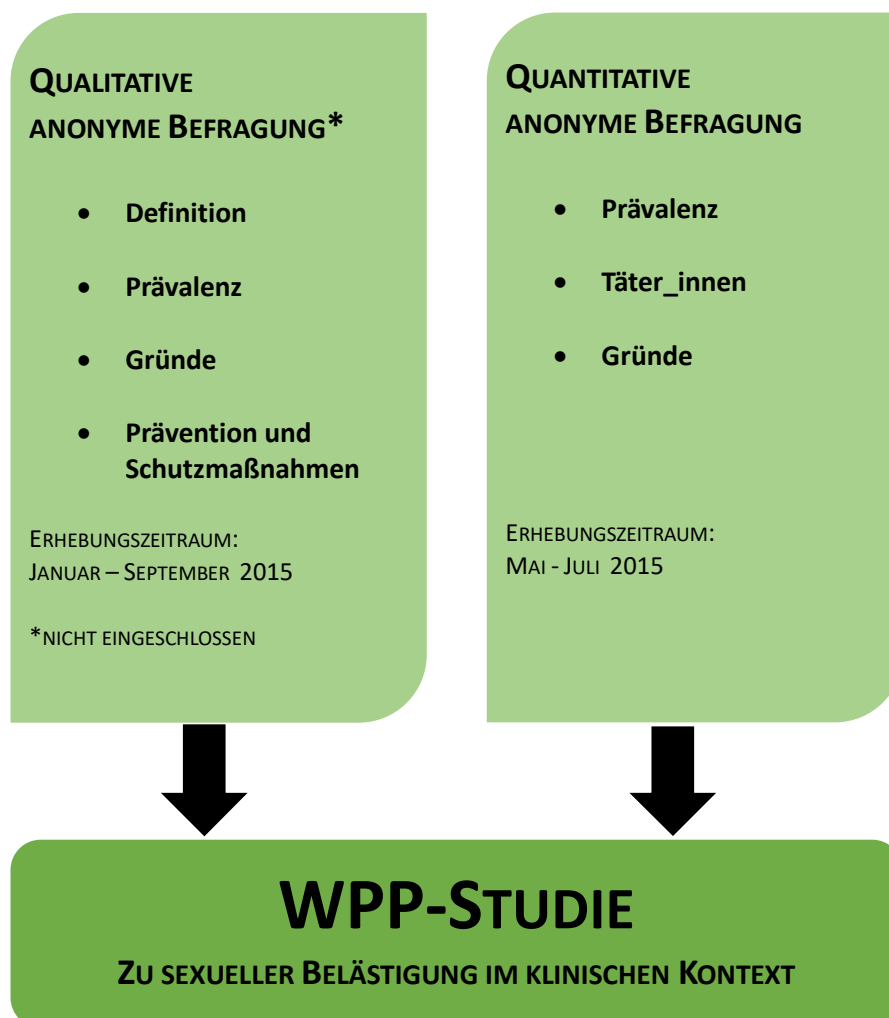 QUALITATIVE
ANONYME BEFRAGUNG*
• Definition
• Prävalenz
• Gründe
• Prävention und
Schutzmaßnahmen
ERHEBUNGSZEITRAUM:
JANUAR – SEPTEMBER 2015
*NICHT EINGESCHLOSSEN
QUANTITATIVE
ANONYME BEFRAGUNG
• Prävalenz
• Täter_innen
• Gründe
ERHEBUNGSZEITRAUM:
MAI - JULI 2015
WPP-STUDIE
ZU SEXUELLER BELÄSTIGUNG IM KLINISCHEN KONTEXT